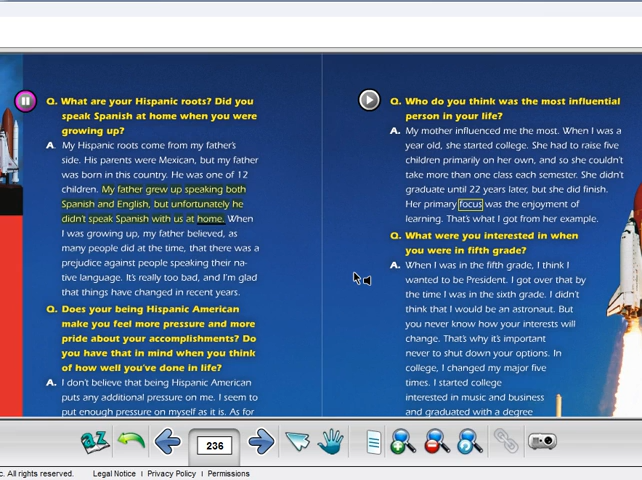 Q. What are your Hispanic roots? Did you
speak Spanish at home when you were
growing up?
A. My Hispanic roots come from my father's
side. His parents were Mexican, but my father
was born in this country. He was one of 12
children. My father grew up speaking both
Spanish and English, but unfortunately he
didn't speak Spanish with us at home. When
I was growing up, my father believed, as
many people did at the time, that there was a
prejudice against people speaking their na-
tive language. It's really too bad, and I'm glad
that things have changed in recent years.
Q. Does your being Hispanic American
make you feel more pressure and more
pride about your accomplishments? Do
you have that in mind when you think
of how well you've done in life?
A. I don't believe that being Hispanic American
puts any additional pressure on me. I seem to
put enough pressure on myself as it is. As for
Q. Who do you think was the most influential
person in your life?
A. My mother influenced me the most. When I was a
year old, she started college. She had to raise five
children primarily on her own, and so she couldn't
take more than one class each semester. She didn't
graduate until 22 years later, but she did finish.
Her primary focus was the enjoyment of
learning. That's what I got from her example.
Q. What were you interested in when
you were in fifth grade?
A. When I was in the fifth grade, I think I
wanted to be President. I got over that by
the time I was in the sixth grade. I didn't
think that I would be an astronaut. But
you never know how your interests will
change. That's why it's important
never to shut down your options. In
college, I changed my major five
times. I started college
interested in music and business
and graduated with a degree
a z
236
c. All rights reserved. Legal Notice | Privacy Policy | Permissions